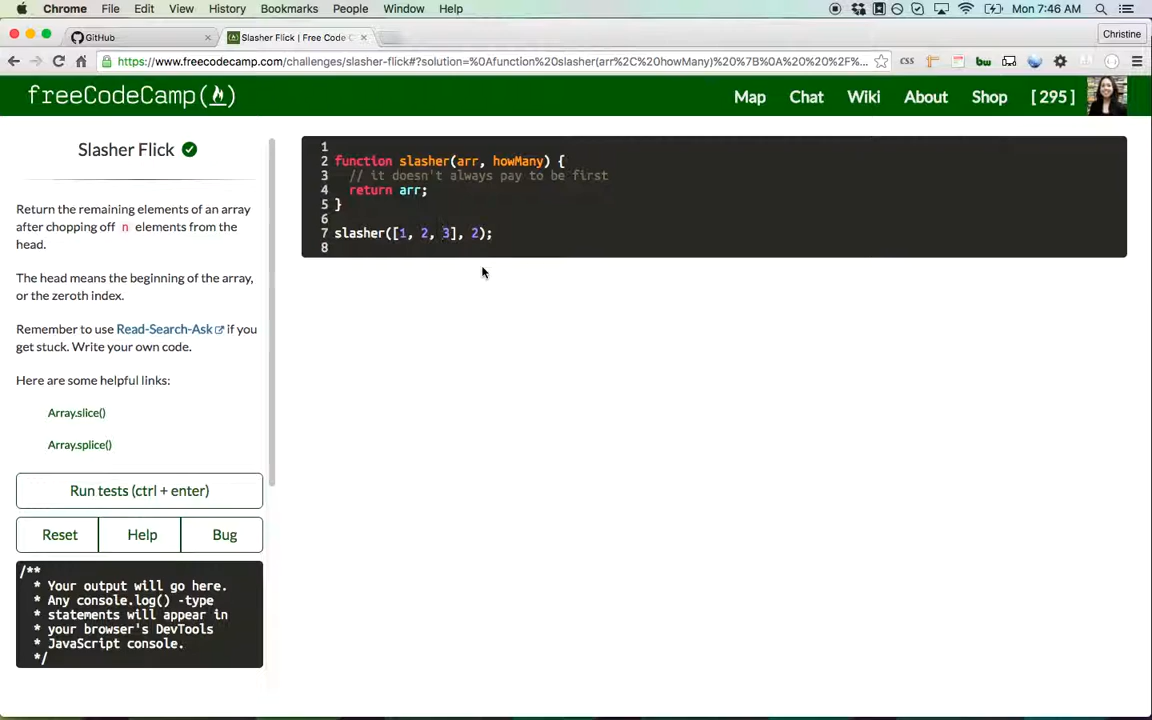 Chrome File Edit View History Bookmarks People Window Help Mon 7:46 AM
GitHub × Slasher Flick | Free Code C × Christine
https://www.freecodecamp.com/challenges/slasher-flick#?solution=%0Afunction%20slasher(arr%2C%20howMany)%20%7B%0A%20%20%2F%... css bw
freeCodeCamp( ) Map Chat Wiki About Shop [ 295 ]
Slasher Flick
Return the remaining elements of an array
after chopping off n elements from the
head.
The head means the beginning of the array,
or the zeroth index.
Remember to use Read-Search-Ask if you
get stuck. Write your own code.
Here are some helpful links:
Array.slice()
Array.splice()
Run tests (ctrl + enter)
Reset Help Bug
/**
* Your output will go here.
* Any console.log() -type
* statements will appear in
* your browser's DevTools
* JavaScript console.
*/
1
2 function slasher(arr, howMany) {
3 // it doesn't always pay to be first
4 return arr;
5 }
6
7 slasher([1, 2, 3], 2);
8